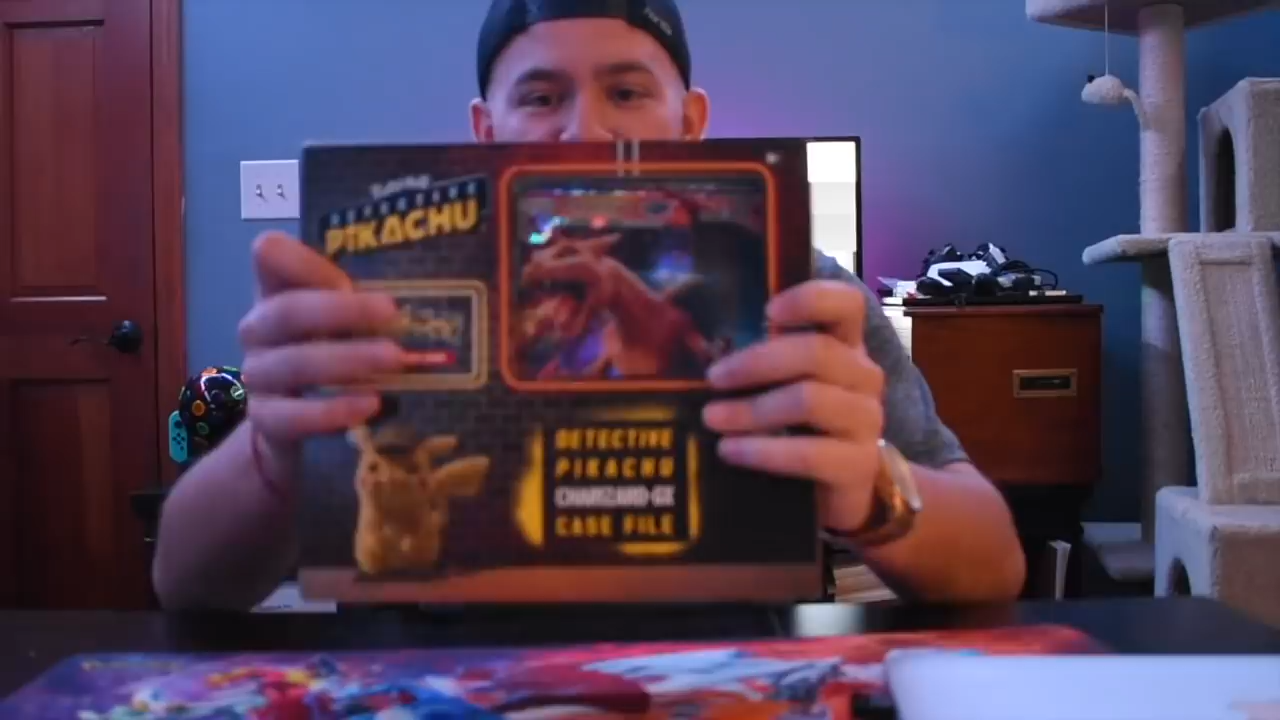 DETECTIVE
PIKACHU
DETECTIVE
PIKACHU
CHARIZARD-GX
CASE FILE